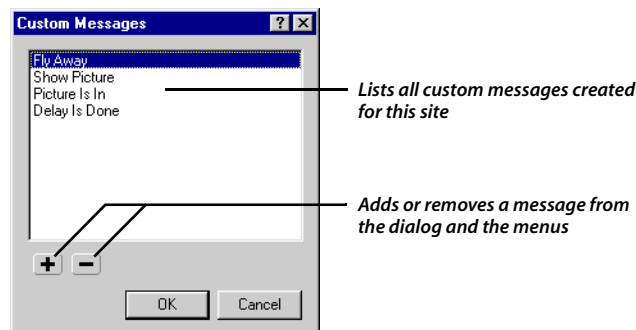 Custom Messages
Fly Away
Show Picture
Picture Is In
Delay Is Done
Lists all custom messages created
for this site
Adds or removes a message from
the dialog and the menus
OK
Cancel